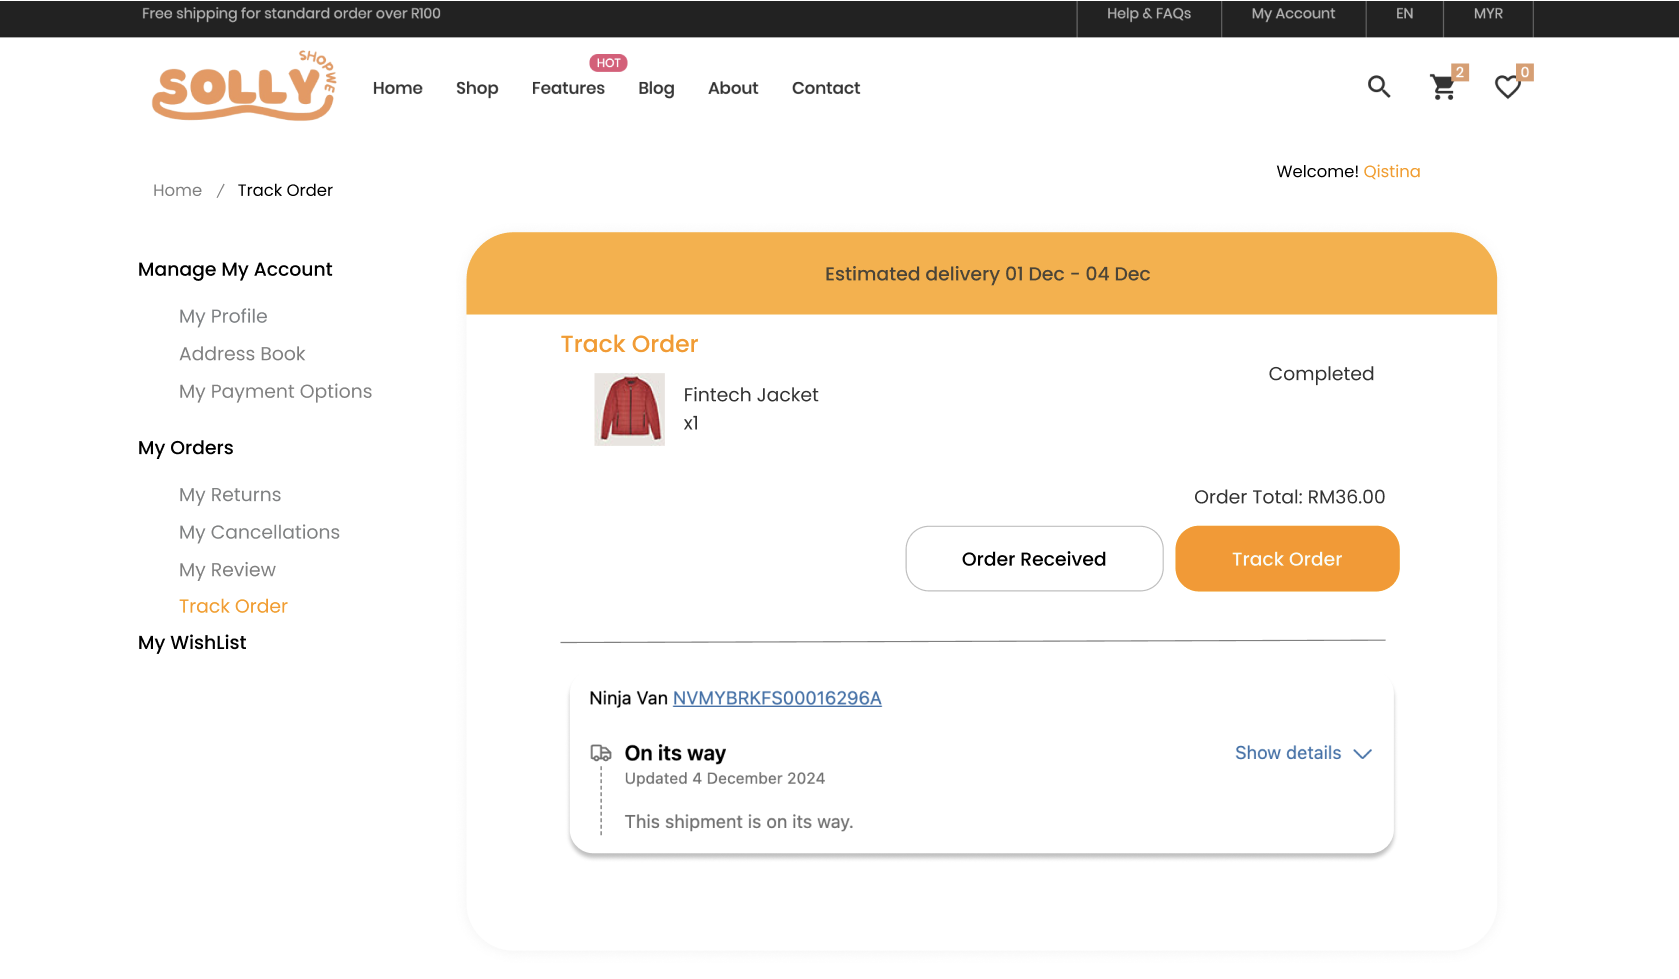 Free shipping for standard order over R100
Help & FAQs
My Account
EN
MYR
SOLLY
SHOPWE
Home
Shop
Features
HOT
Blog
About
Contact
2
0
Welcome! Qistina
Home / Track Order
Manage My Account
My Profile
Address Book
My Payment Options
My Orders
My Returns
My Cancellations
My Review
Track Order
My WishList
Estimated delivery 01 Dec - 04 Dec
Track Order
Completed
Fintech Jacket
x1
Order Total: RM36.00
Order Received
Track Order
Ninja Van NVMYBRKFS00016296A
On its way
Show details
Updated 4 December 2024
This shipment is on its way.